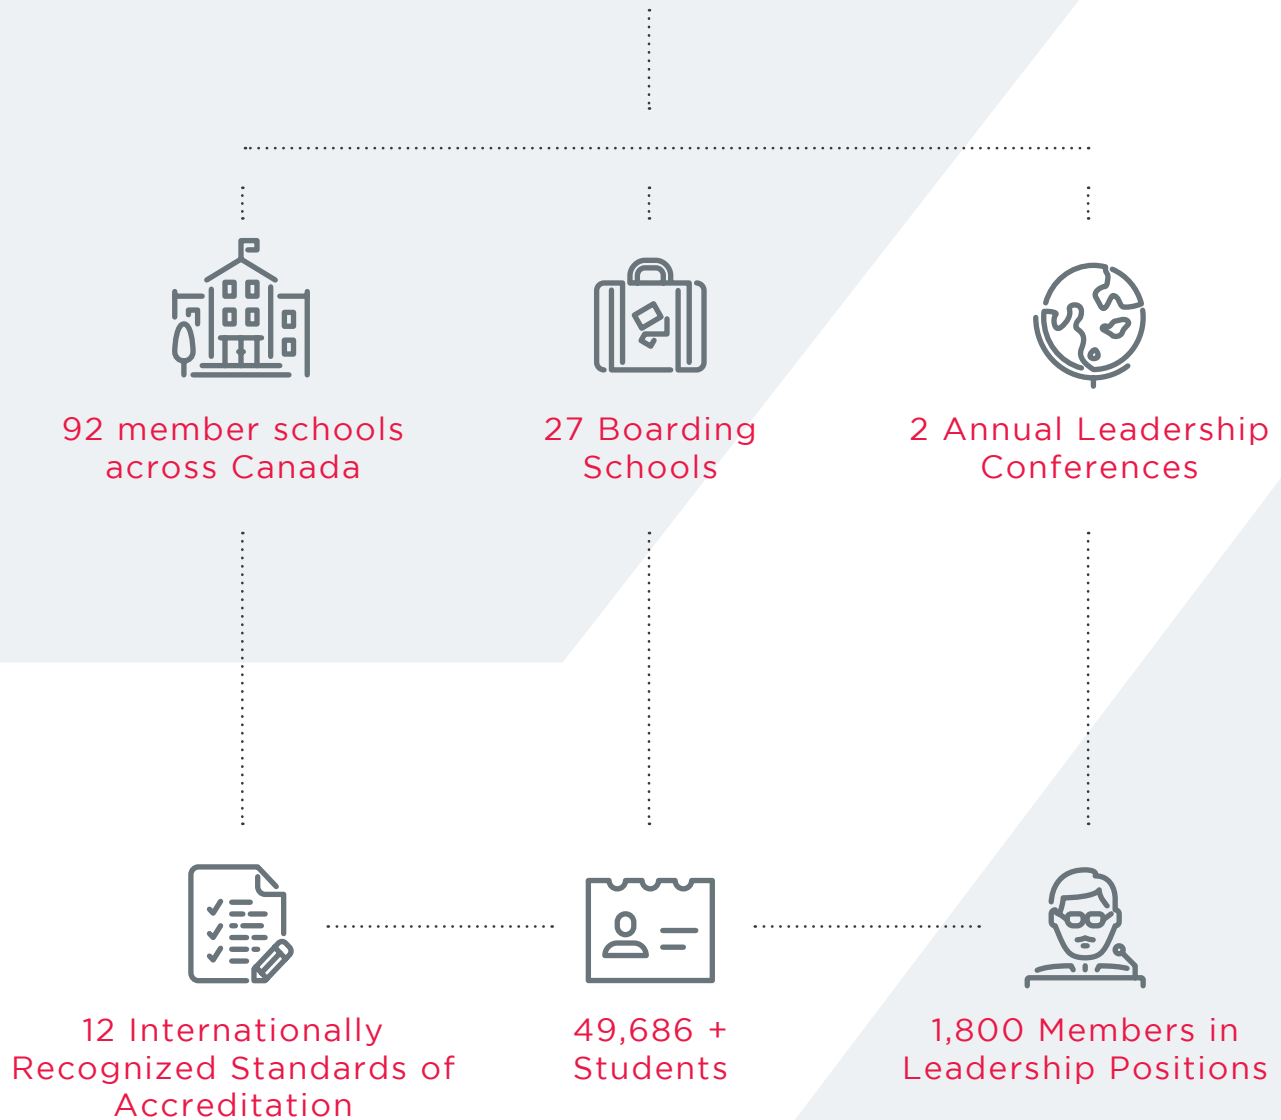 92 member schools
across Canada
27 Boarding
Schools
2 Annual Leadership
Conferences
12 Internationally
Recognized Standards of
Accreditation
49,686 +
Students
1,800 Members in
Leadership Positions